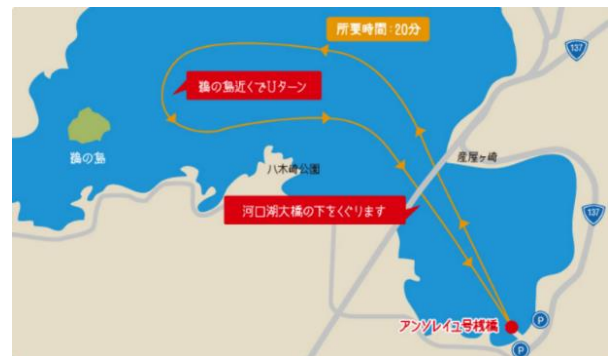 所要時間：20分
137
鵜の島近くでUターン
鵜の島
八木崎公園
産屋ヶ崎
河口湖大橋の下をくぐります
137
アンソレイユ号桟橋
P
P